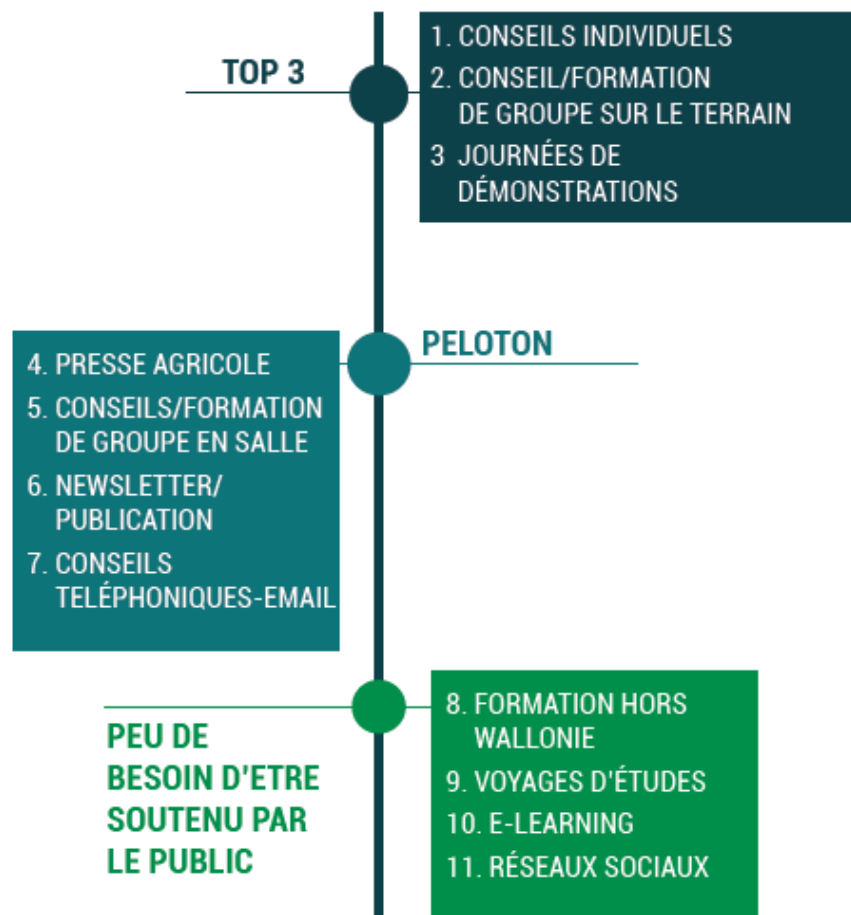 TOP 3
1. CONSEILS INDIVIDUELS
2. CONSEIL/FORMATION
DE GROUPE SUR LE TERRAIN
3 JOURNÉES DE
DÉMONSTRATIONS
PELOTON
4. PRESSE AGRICOLE
5. CONSEILS/FORMATION
DE GROUPE EN SALLE
6. NEWSLETTER/
PUBLICATION
7. CONSEILS
TELÉPHONIQUES-EMAIL
PEU DE
BESOIN D'ETRE
SOUTENU PAR
LE PUBLIC
8. FORMATION HORS
WALLONIE
9. VOYAGES D'ÉTUDES
10. E-LEARNING
11. RÉSEAUX SOCIAUX